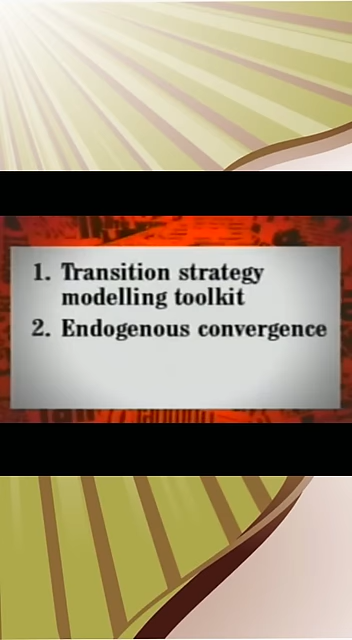 1. Transition strategy
modelling toolkit
2. Endogenous convergence